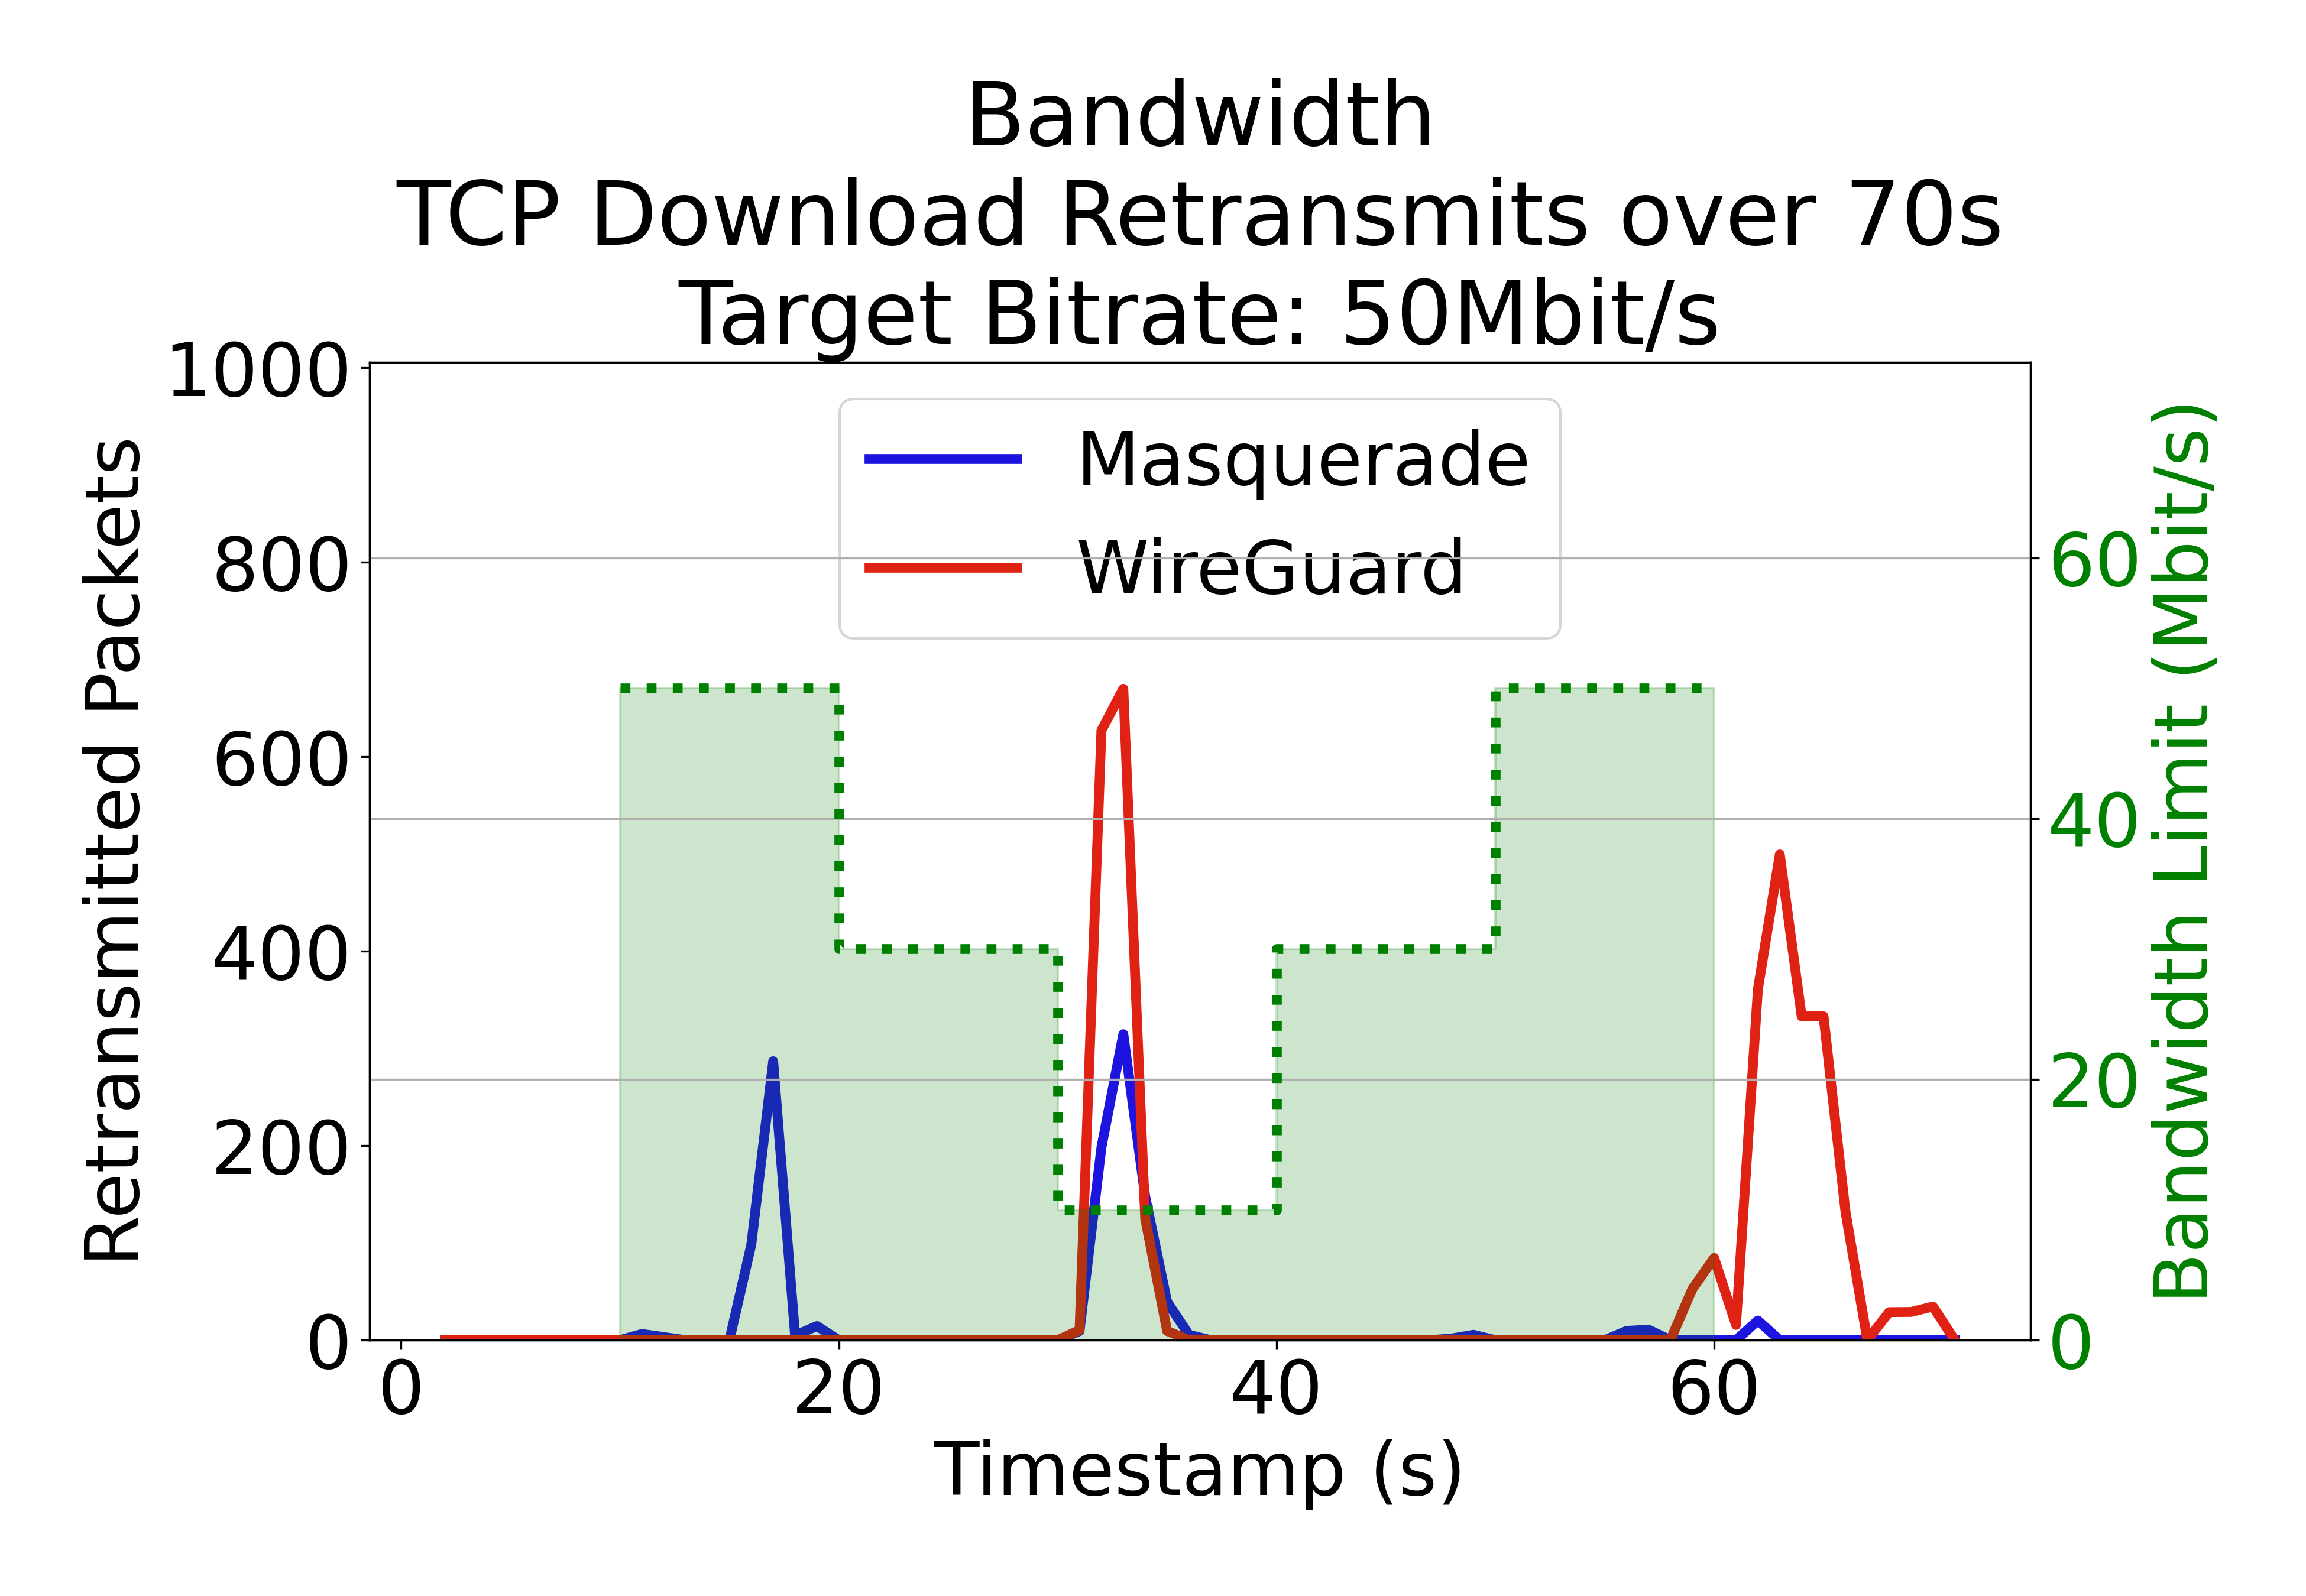 Bandwidth
TCP Download Retransmits over 70s
Target Bitrate: 50Mbit/s
Masquerade
WireGuard
Retransmitted Packets
1000
800
600
400
200
0
Bandwidth Limit (Mbit/s)
60
40
20
0
0
20
40
60
Timestamp (s)